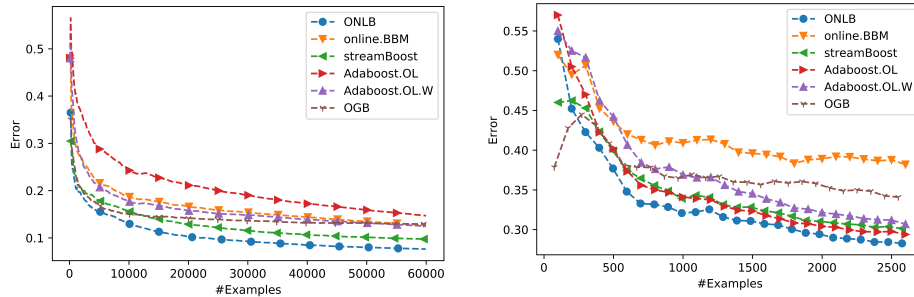 ONLB
online.BBM
streamBoost
Adaboost.OL
Adaboost.OL.W
OGB
0.5
0.4
0.3
0.2
0.1
Error
0 10000 20000 30000 40000 50000 60000
#Examples
ONLB
online.BBM
streamBoost
Adaboost.OL
Adaboost.OL.W
OGB
0.55
0.50
0.45
0.40
0.35
0.30
Error
0 500 1000 1500 2000 2500
#Examples